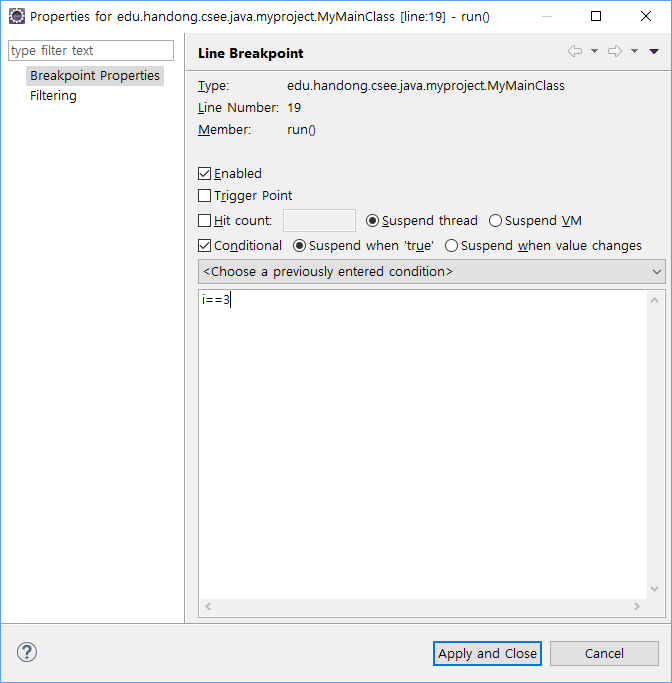 Properties for edu.handong.csee.java.myproject.MyMainClass [line:19] - run()
type filter text
Breakpoint Properties
Filtering
Line Breakpoint
Type: edu.handong.csee.java.myproject.MyMainClass
Line Number: 19
Member: run()
Enabled
Trigger Point
Hit count: Suspend thread Suspend VM
Conditional Suspend when 'true' Suspend when value changes
<Choose a previously entered condition>
i==3
?
Apply and Close Cancel